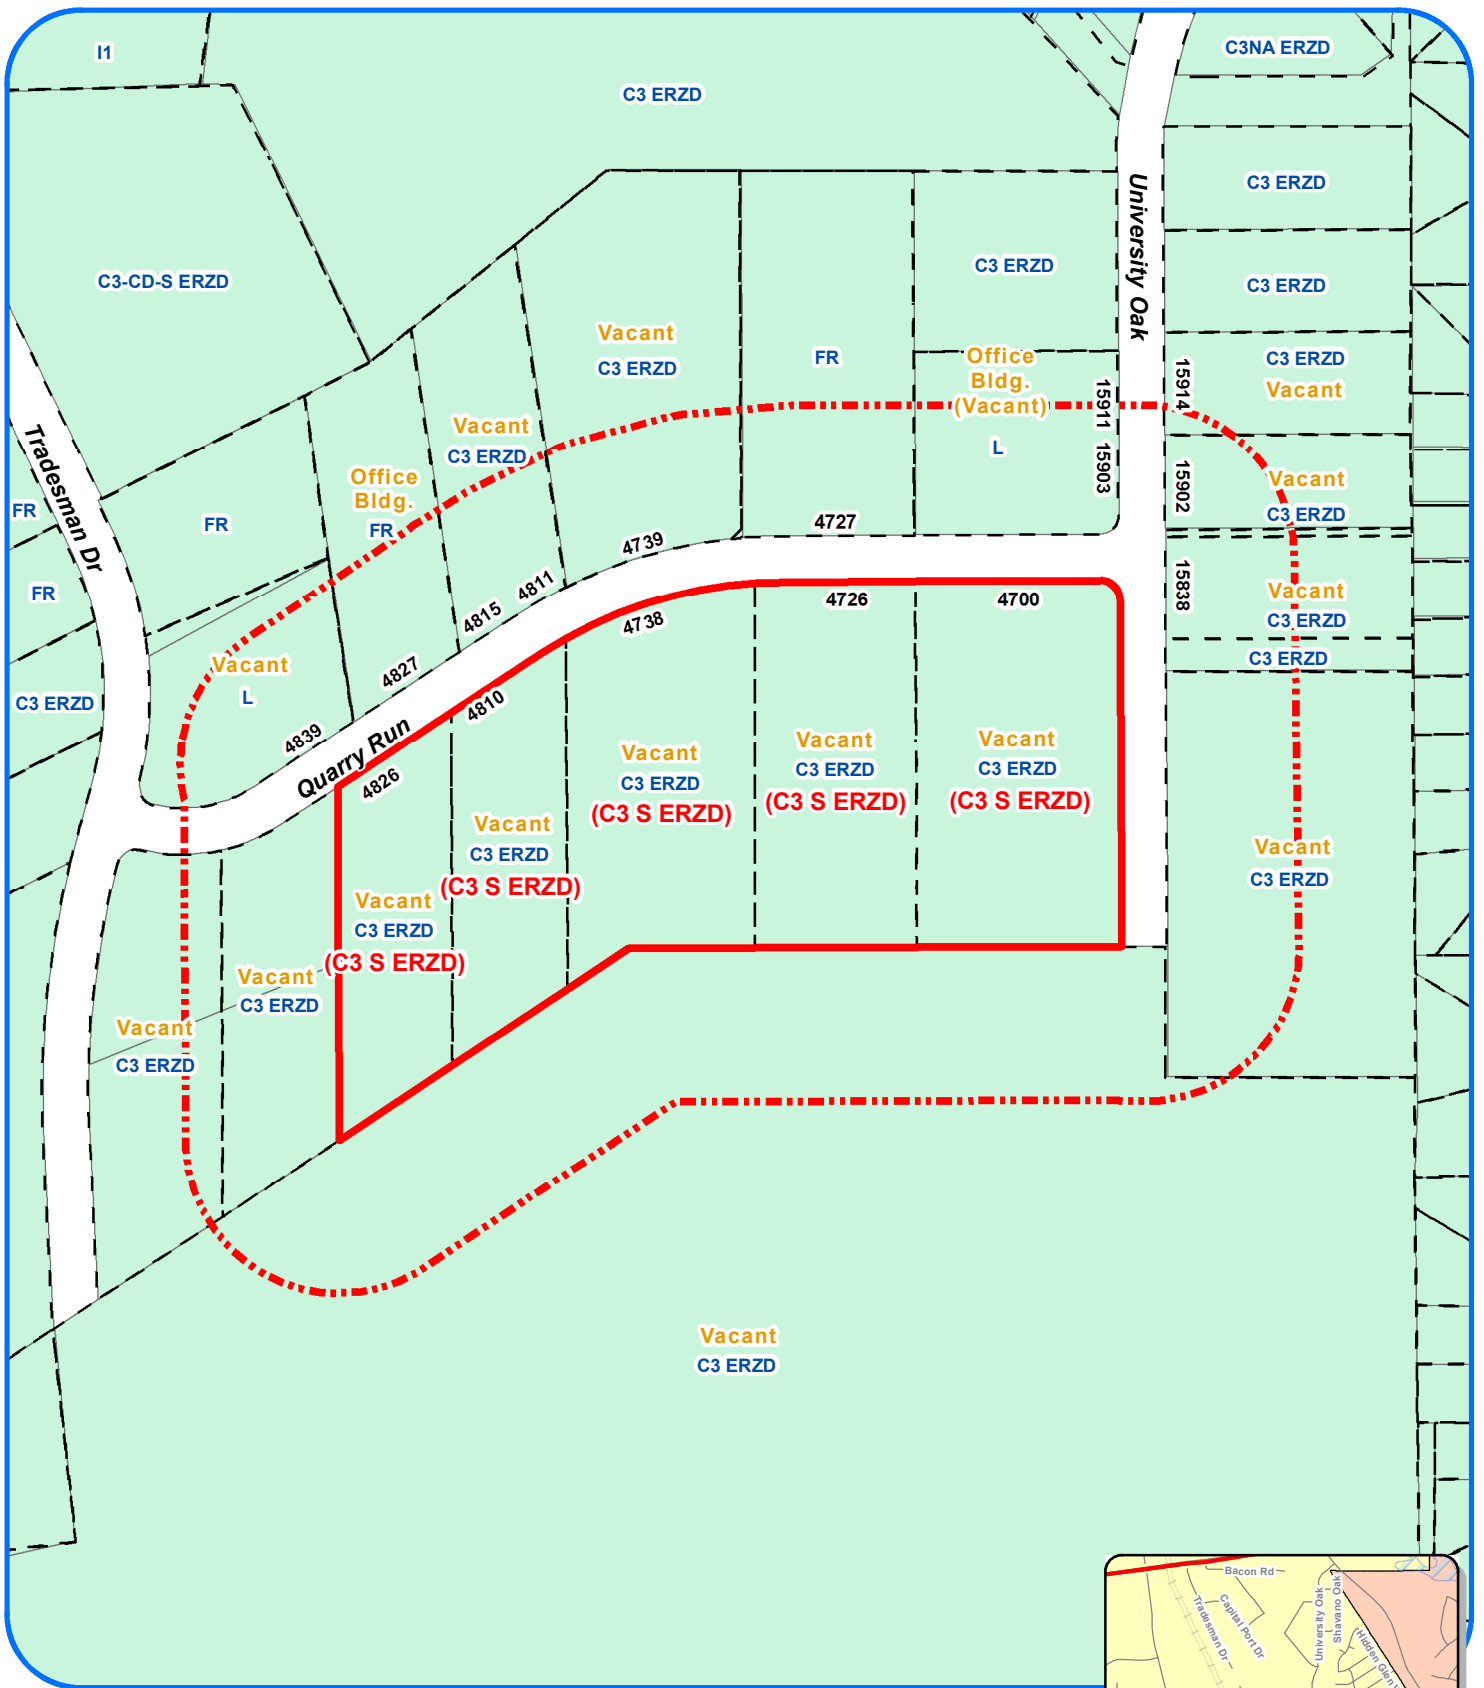 I1
C3NA ERZD
C3 ERZD
C3 ERZD
University Oak
C3 ERZD
C3-CD-S ERZD
C3 ERZD
Vacant
C3 ERZD
FR
Office
Bldg.
(Vacant)
L
15911
15903
15914
C3 ERZD
Vacant
Tradesman Dr
Vacant
C3 ERZD
Office
Bldg.
FR
FR
FR
FR
15902
Vacant
C3 ERZD
4727
4739
4811
4815
4827
4839
Quarry Run
4738
4726
4700
15838
Vacant
C3 ERZD
C3 ERZD
Vacant
L
C3 ERZD
4810
4826
Vacant
C3 ERZD
(C3 S ERZD)
Vacant
C3 ERZD
(C3 S ERZD)
Vacant
C3 ERZD
(C3 S ERZD)
Vacant
C3 ERZD
(C3 S ERZD)
Vacant
C3 ERZD
(C3 S ERZD)
Vacant
C3 ERZD
Vacant
C3 ERZD
Vacant
C3 ERZD
Vacant
C3 ERZD
Bacon Rd
Tradesman Dr
Capital Port Dr
University Oak
Shavano Oak
Hidden Glen